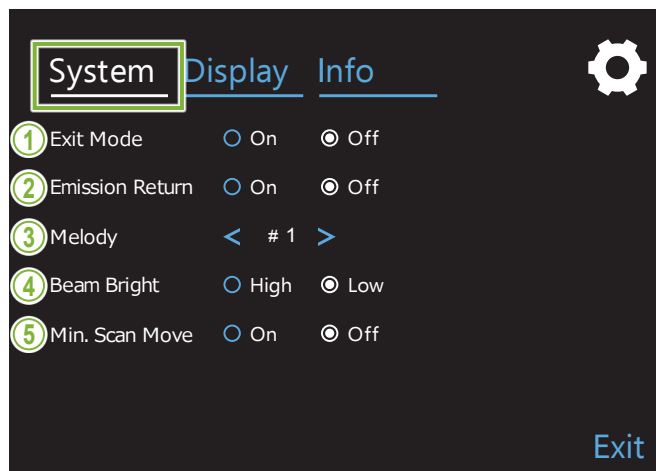 System Display Info
1 Exit Mode On Off
2 Emission Return On Off
3 Melody < # 1 >
4 Beam Bright High Low
5 Min. Scan Move On Off
Exit